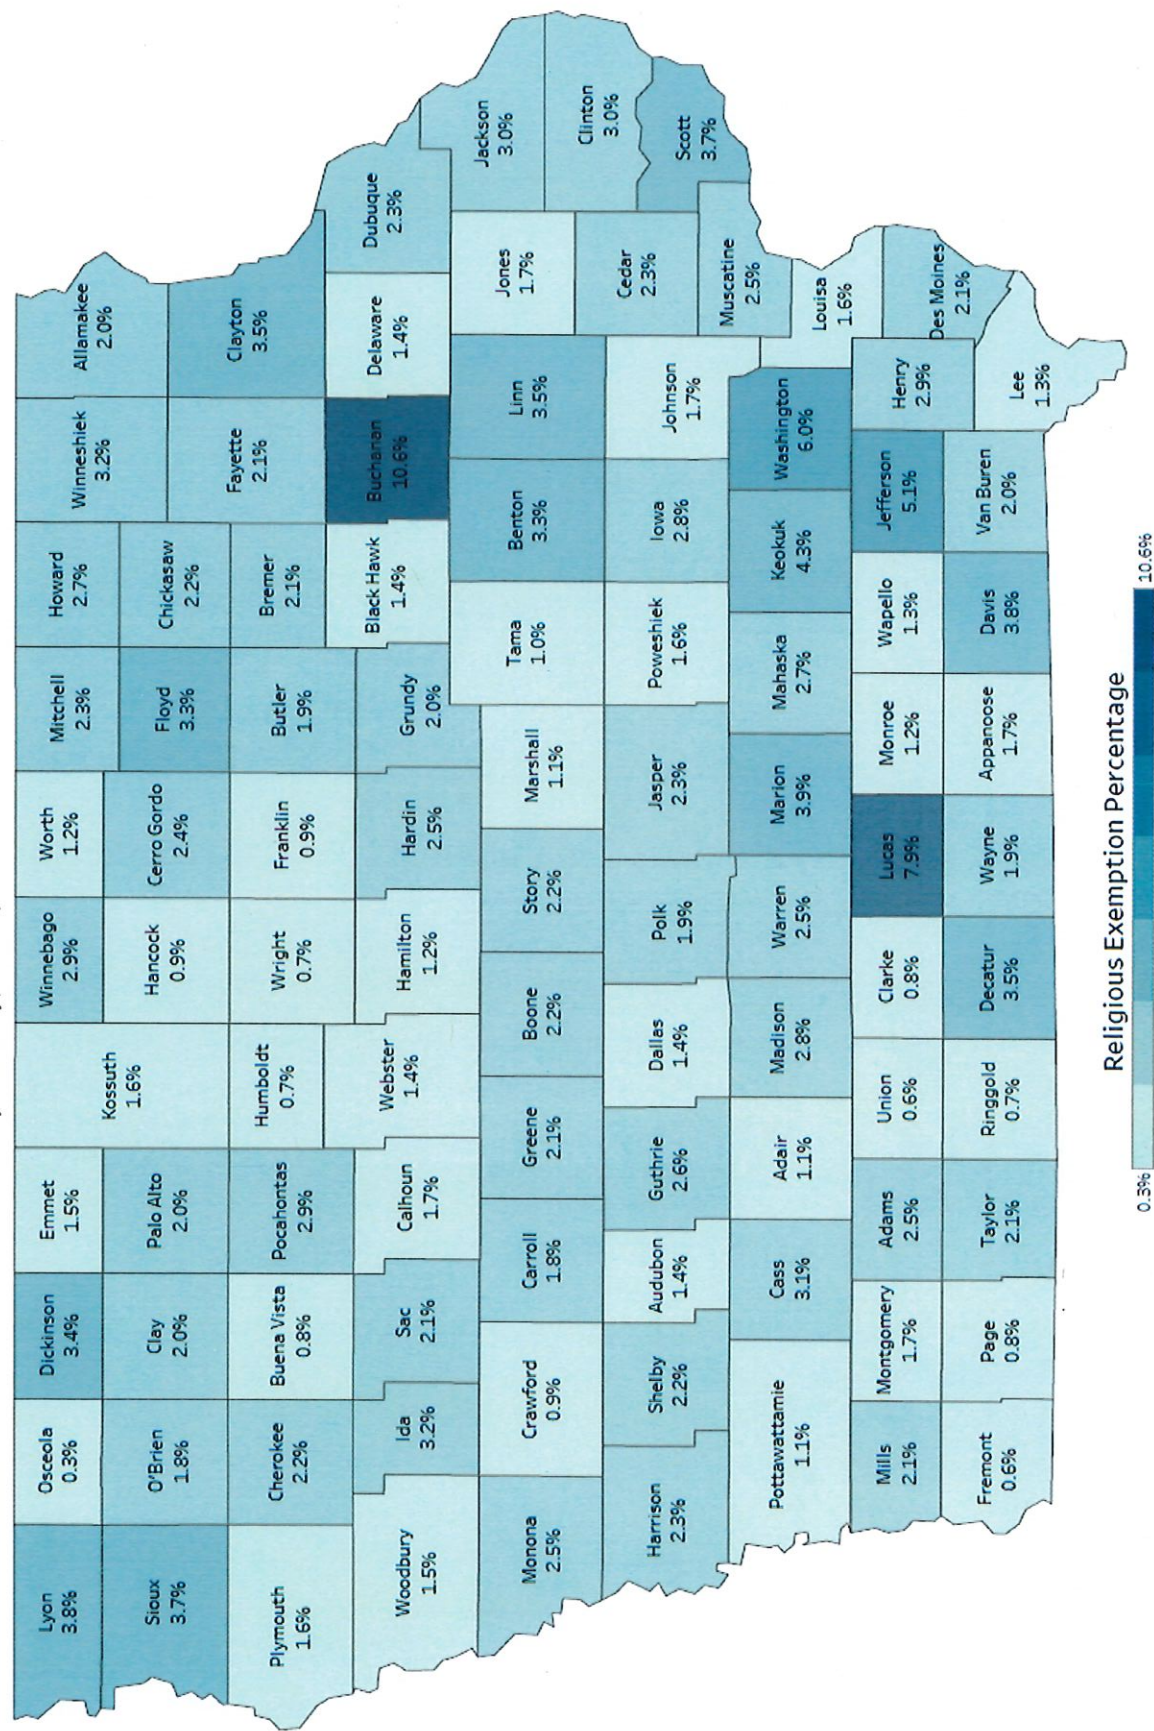 Lyon
3.8%
Osceola
0.3%
Dickinson
3.4%
Emmet
1.5%
Kossuth
1.6%
Winnebago
2.9%
Worth
1.2%
Mitchell
2.3%
Howard
2.7%
Winneshiek
3.2%
Allamakee
2.0%
Sioux
3.7%
O'Brien
1.8%
Clay
2.0%
Palo Alto
2.0%
Hancock
0.9%
Cerro Gordo
2.4%
Floyd
3.3%
Chickasaw
2.2%
Fayette
2.1%
Clayton
3.5%
Plymouth
1.6%
Cherokee
2.2%
Buena Vista
0.8%
Pocahontas
2.9%
Humboldt
0.7%
Wright
0.7%
Franklin
0.9%
Butler
1.9%
Bremer
2.1%
Woodbury
1.5%
Ida
3.2%
Sac
2.1%
Calhoun
1.7%
Webster
1.4%
Hamilton
1.2%
Hardin
2.5%
Grundy
2.0%
Black Hawk
1.4%
Buchanan
10.6%
Delaware
1.4%
Dubuque
2.3%
Monona
2.5%
Crawford
0.9%
Carroll
1.8%
Greene
2.1%
Boone
2.2%
Story
2.2%
Marshall
1.1%
Tama
1.0%
Benton
3.3%
Linn
3.5%
Jones
1.7%
Jackson
3.0%
Clinton
3.0%
Harrison
2.3%
Shelby
2.2%
Audubon
1.4%
Guthrie
2.6%
Dallas
1.4%
Polk
1.9%
Jasper
2.3%
Poweshiek
1.6%
Iowa
2.8%
Johnson
1.7%
Cedar
2.3%
Scott
3.7%
Muscatine
2.5%
Pottawattamie
1.1%
Cass
3.1%
Adair
1.1%
Madison
2.8%
Warren
2.5%
Marion
3.9%
Mahaska
2.7%
Keokuk
4.3%
Washington
6.0%
Louisa
1.6%
Mills
2.1%
Montgomery
1.7%
Adams
2.5%
Union
0.6%
Clarke
0.8%
Lucas
7.9%
Monroe
1.2%
Wapello
1.3%
Jefferson
5.1%
Henry
2.9%
Des Moines
2.1%
Fremont
0.6%
Page
0.8%
Taylor
2.1%
Ringgold
0.7%
Decatur
3.5%
Wayne
1.9%
Appanoose
1.7%
Davis
3.8%
Van Buren
2.0%
Lee
1.3%
Religious Exemption Percentage
0.3%
10.6%